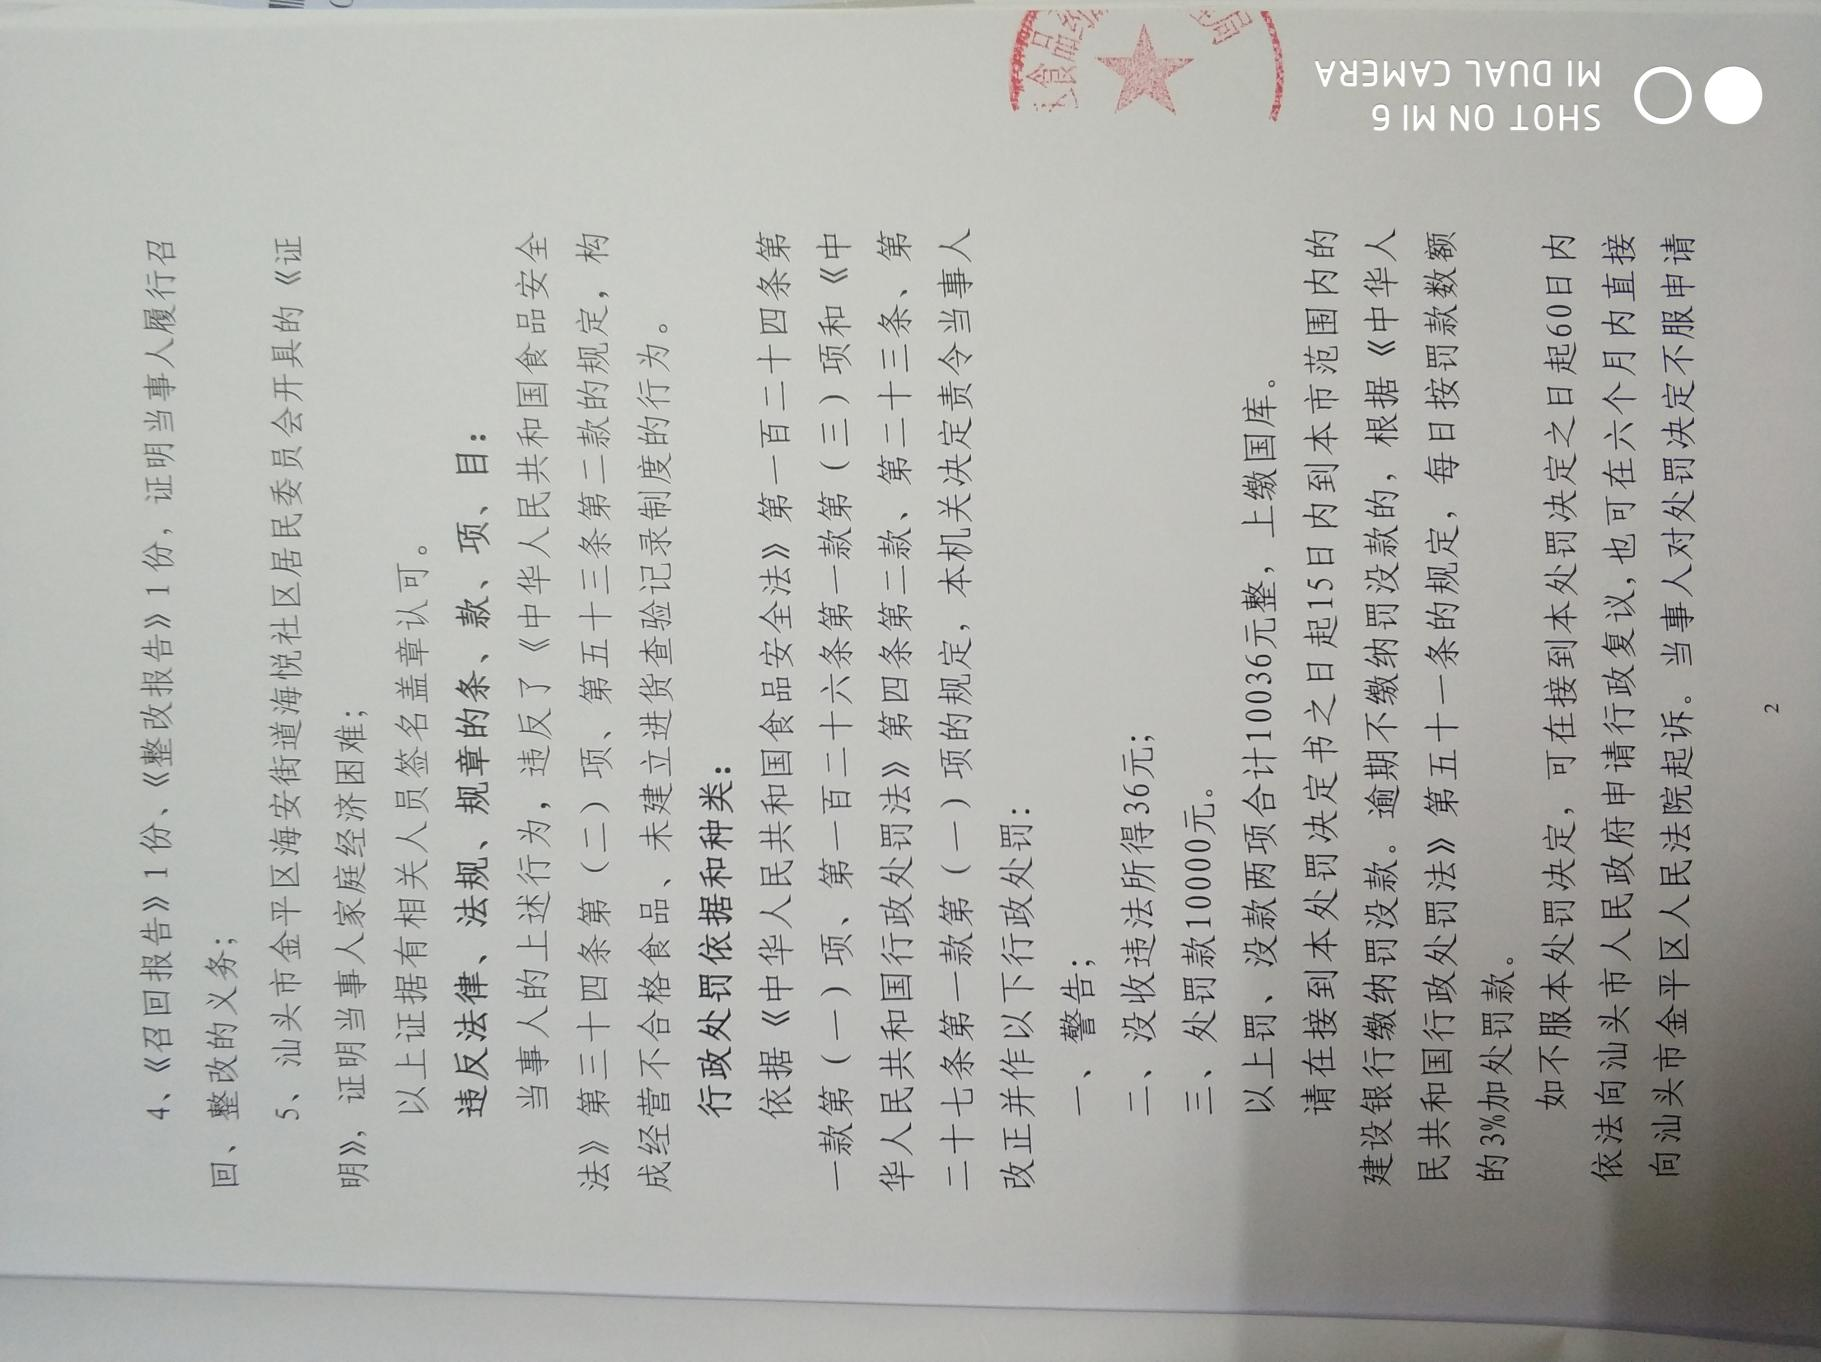 4、《召回报告》1份、《整改报告》1份，证明当事人履行召
回、整改的义务；
5、汕头市金平区海安街道海悦社区居民委员会开具的《证
明》，证明当事人家庭经济困难；
以上证据有相关人员签名盖章认可。
违反法律、法规、规章的条、款、项、目：
当事人的上述行为，违反了《中华人民共和国食品安全
法》第三十四条第（二）项、第五十三条第二款的规定，构
成经营不合格食品、未建立进货查验记录制度的行为。
行政处罚依据和种类：
依据《中华人民共和国食品安全法》第一百二十四条第
一款第（一）项、第一百二十六条第一款第（三）项和《中
华人民共和国行政处罚法》第四条第二款、第二十三条、第
二十七条第一款第（一）项的规定，本机关决定责令当事人
改正并作以下行政处罚：
一、警告；
二、没收违法所得36元；
三、处罚款10000元。
以上罚、没款两项合计10036元整，上缴国库。
请在接到本处罚决定书之日起15日内到本市范围内的
建设银行缴纳罚没款。逾期不缴纳罚没款的，根据《中华人
民共和国行政处罚法》第五十一条的规定，每日按罚款数额
的3%加处罚款。
如不服本处罚决定，可在接到本处罚决定之日起60日内
依法向汕头市人民政府申请行政复议，也可在六个月内直接
向汕头市金平区人民法院起诉。当事人对处罚决定不服申请
2
食品
局
SHOT ON MI 6
MI DUAL CAMERA